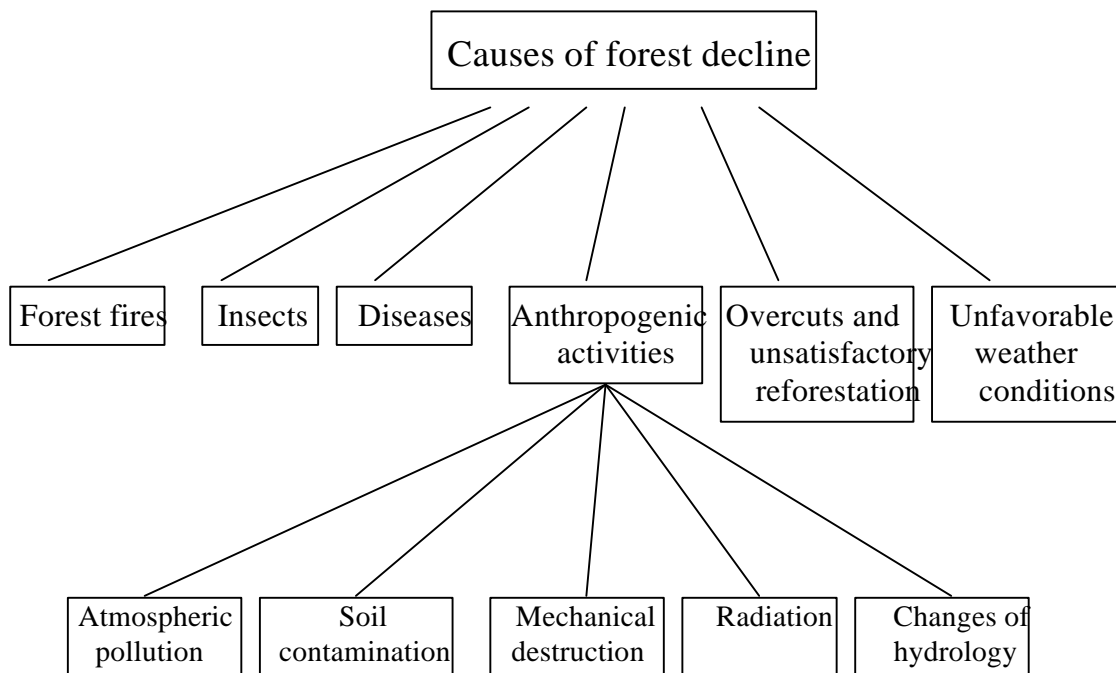 Causes of forest decline
Forest fires
Insects
Diseases
Anthropogenic
activities
Overcuts and
unsatisfactory
reforestation
Unfavorable
weather
conditions
Atmospheric
pollution
Soil
contamination
Mechanical
destruction
Radiation
Changes of
hydrology